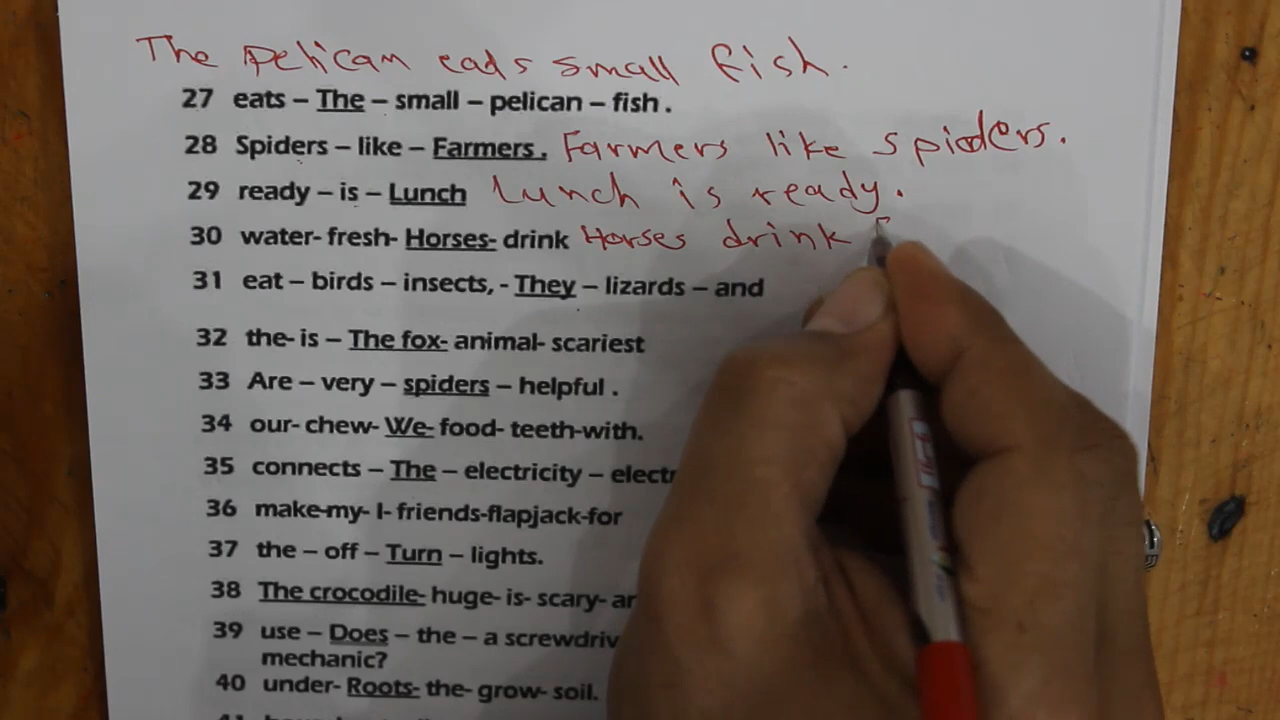 The pelican eads small fish.
27 eats – The – small – pelican – fish .
28 Spiders – like – Farmers . Farmers like spiders.
29 ready – is – Lunch Lunch is ready.
30 water- fresh- Horses- drink Horses drink
31 eat – birds – insects, - They – lizards – and
32 the- is – The fox- animal- scariest
33 Are – very – spiders – helpful .
34 our- chew- We- food- teeth-with.
35 connects – The – electricity –
36 make-my- I- friends-flapjack-for
37 the – off – Turn – lights.
38 The crocodile- huge- is- scary-
39 use – Does – the – a
mechanic?
40 under- Roots- the- grow- soil.